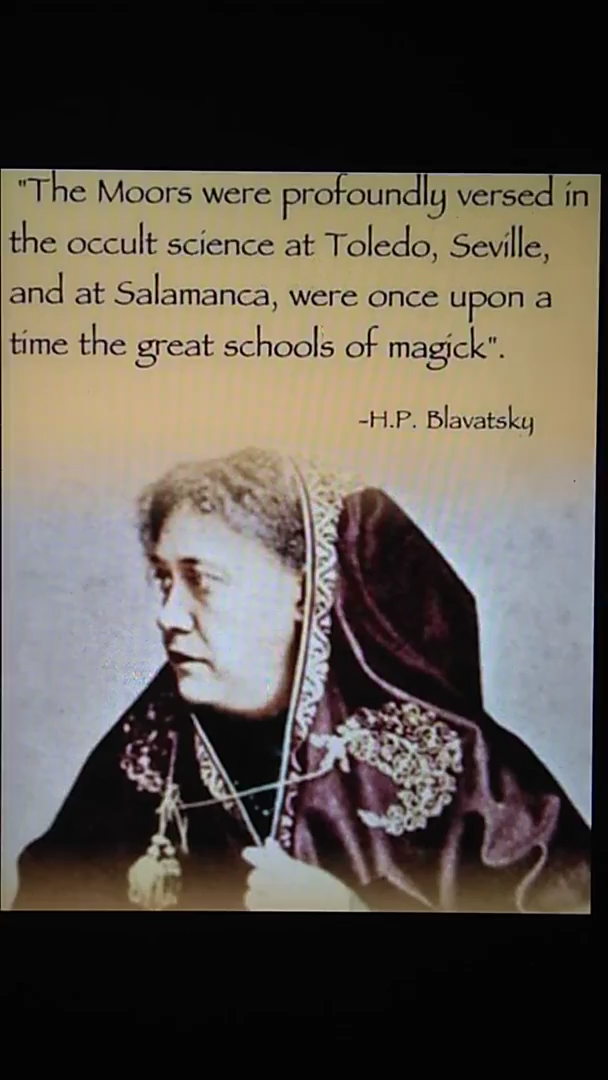 "The Moors were profoundly versed in
the occult science at Toledo, Seville,
and at Salamanca, were once upon a
time the great schools of magick".
-H.P. Blavatsky